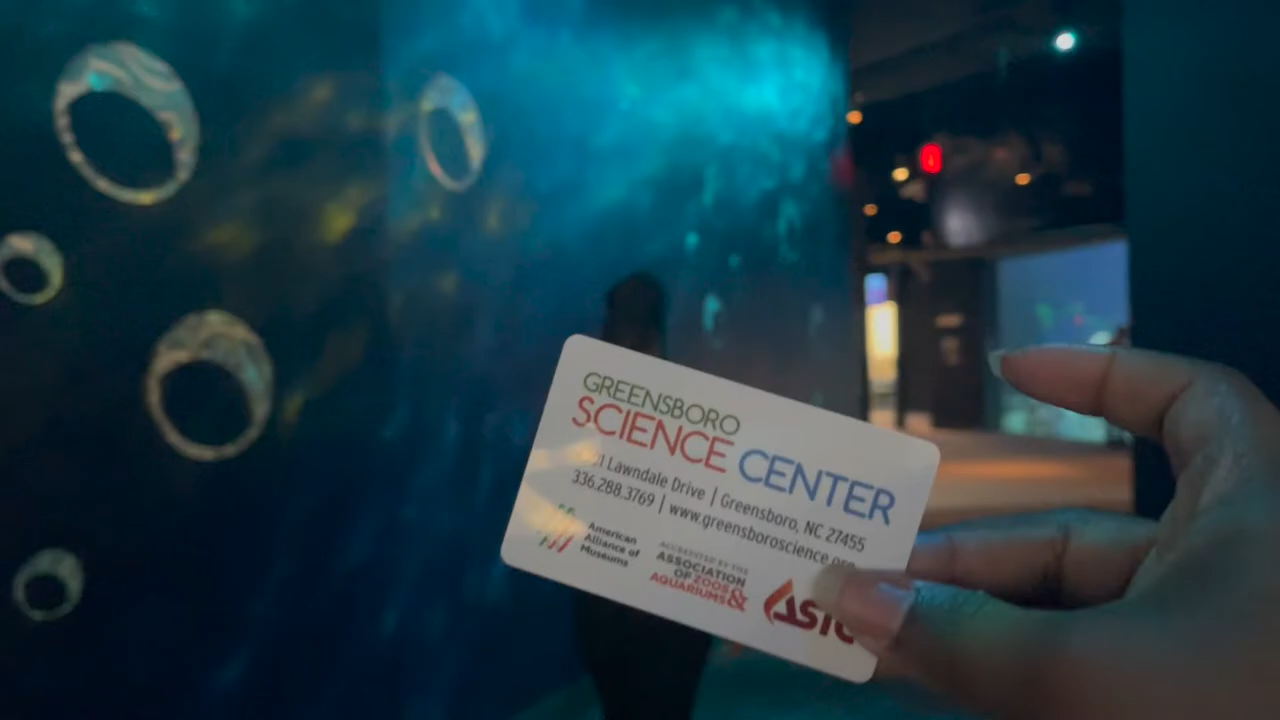 GREENSBORO
SCIENCE CENTER
Lawndale Drive | Greensboro, NC 27455
336.288.3769 | www.greensboroscience.org
American
Alliance of
Museums
ACCREDITED BY THE
ASSOCIATION
OF ZOOS &
AQUARIUMS